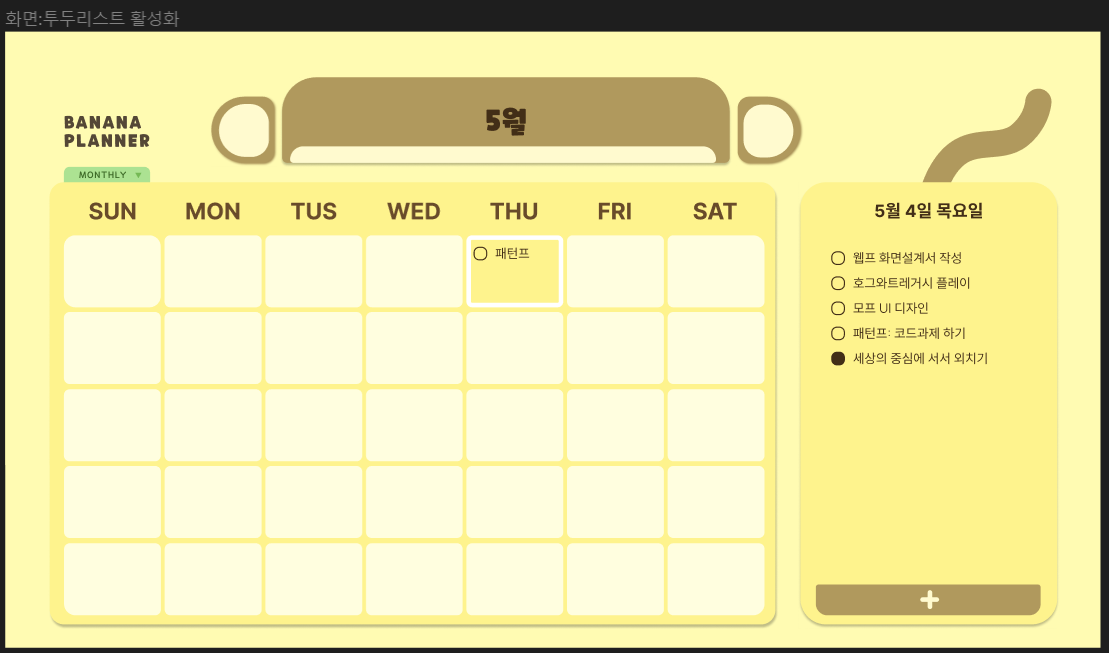 화면:투두리스트 활성화
5월
BANANA
PLANNER
MONTHLY
SUN MON TUS WED THU FRI SAT
패턴프
5월 4일 목요일
웹프 화면설계서 작성
호그와트레거시 플레이
모프 UI 디자인
패턴프: 코드과제 하기
세상의 중심에 서서 외치기
+